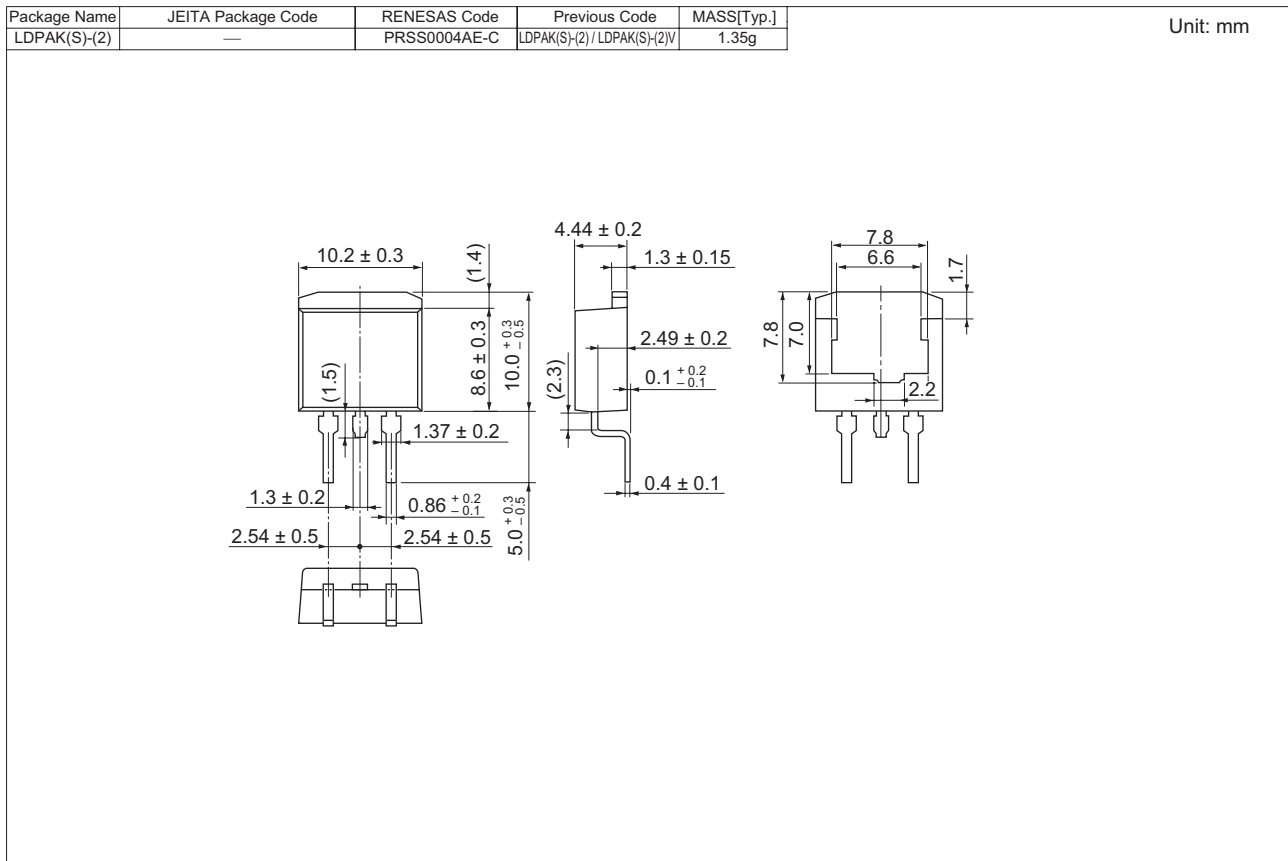 Package Name JEITA Package Code RENESAS Code Previous Code MASS[Typ.]
LDPAK(S)-(2) — PRSS0004AE-C LDPAK(S)-(2) / LDPAK(S)-(2)V 1.35g
Unit: mm
10.2 ± 0.3
(1.4)
8.6 ± 0.3
10.0 +0.3 −0.5
(1.5)
1.37 ± 0.2
1.3 ± 0.2
0.86 +0.2 −0.1
2.54 ± 0.5
2.54 ± 0.5
5.0 +0.3 −0.5
4.44 ± 0.2
1.3 ± 0.15
2.49 ± 0.2
(2.3)
0.1 +0.2 −0.1
0.4 ± 0.1
7.8
6.6
1.7
7.8
7.0
2.2